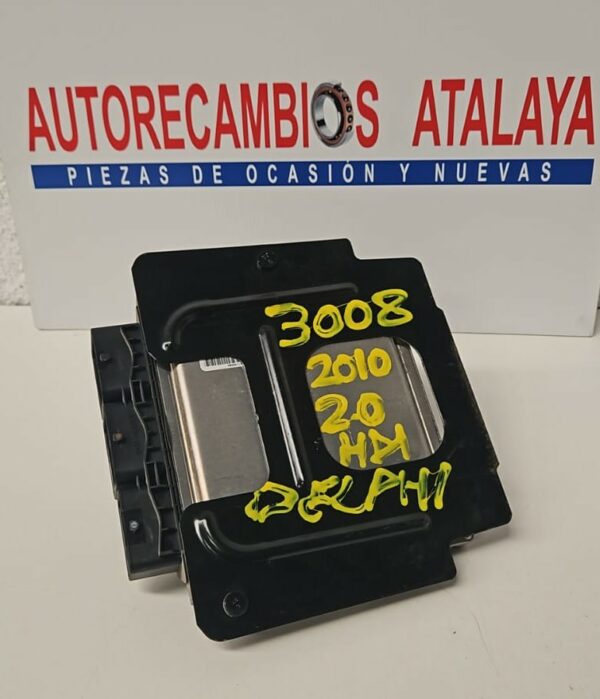 AUTORECAMBIOS ATALAYA
PIEZAS DE OCASIÓN Y NUEVAS
3008
2010
2.0
HDI
DELPHI